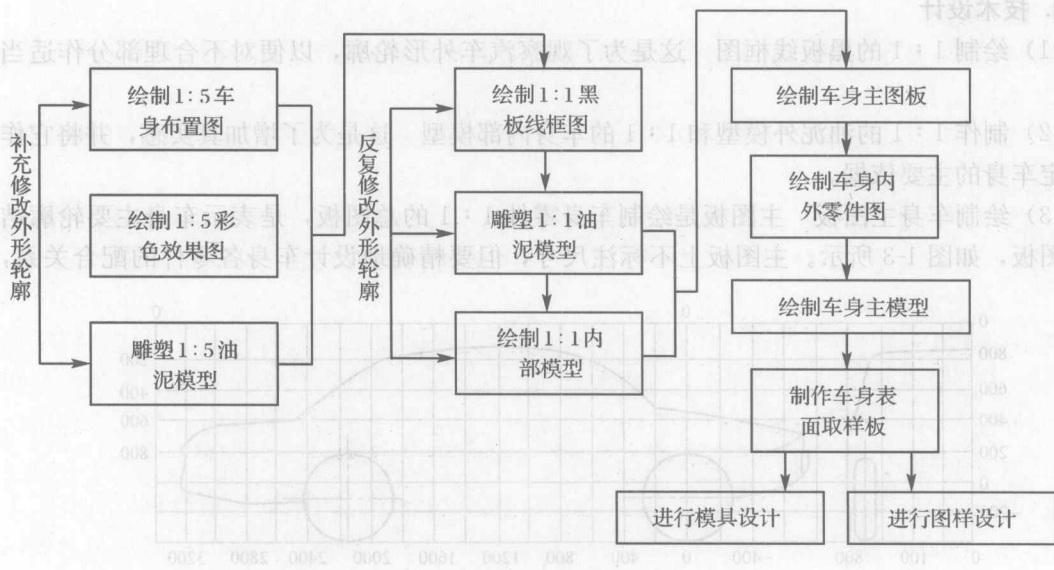 绘制1:5车
身布置图
绘制1:5彩
色效果图
雕塑1:5油
泥模型
补充修改外形轮廓
绘制1:1黑
板线框图
雕塑1:1油
泥模型
绘制1:1内
部模型
反复修改外形轮廓
绘制车身主图板
绘制车身内
外零件图
绘制车身主模型
制作车身表
面取样板
进行模具设计
进行图样设计